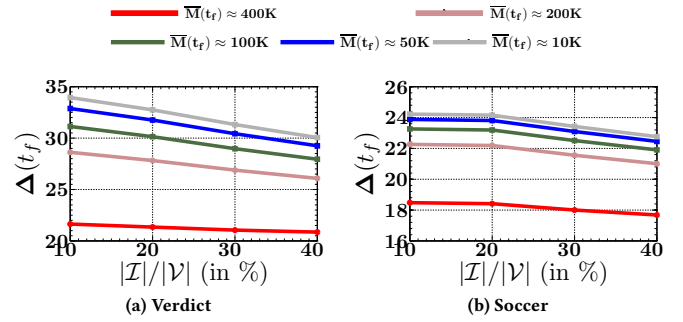 M̅(t_f) ≈ 400K M̅(t_f) ≈ 200K
M̅(t_f) ≈ 100K M̅(t_f) ≈ 50K M̅(t_f) ≈ 10K
35
30
25
20
Δ(t_f)
10 20 30 40
|𝓘|/|𝒱| (in %)
(a) Verdict
26
24
22
20
18
16
Δ(t_f)
10 20 30 40
|𝓘|/|𝒱| (in %)
(b) Soccer